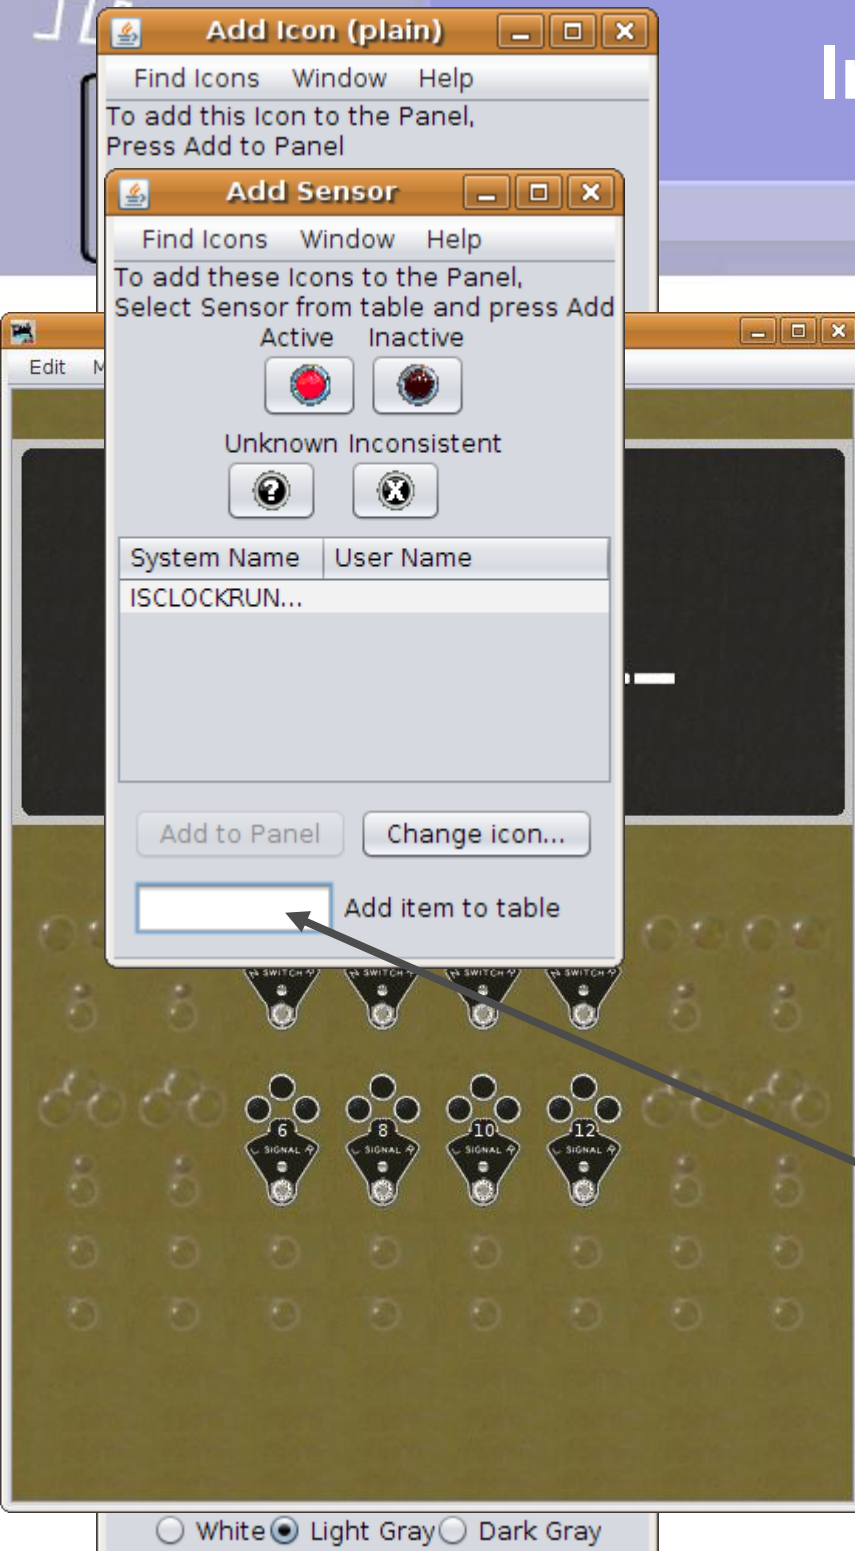 Add Icon (plain)
Find Icons Window Help
To add this Icon to the Panel,
Press Add to Panel
Add Sensor
Find Icons Window Help
To add these Icons to the Panel,
Select Sensor from table and press Add
Active Inactive
Edit
Unknown Inconsistent
? X
System Name User Name
ISCLOCKRUN...
Add to Panel Change icon...
Add item to table
SWITCH R SWITCH R SWITCH R SWITCH R
6 8 10 12
L SIGNAL R L SIGNAL R L SIGNAL R L SIGNAL R
White Light Gray Dark Gray